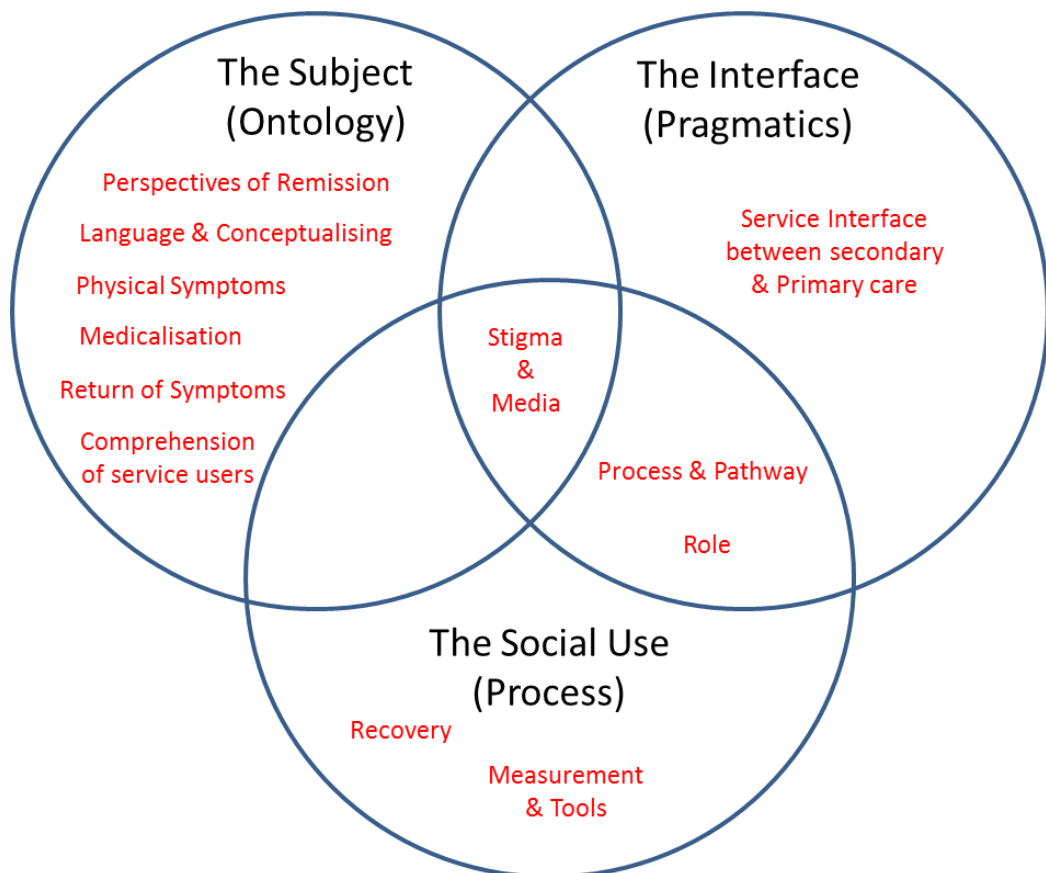 The Subject
(Ontology)
Perspectives of Remission
Language & Conceptualising
Physical Symptoms
Medicalisation
Return of Symptoms
Comprehension
of service users
The Interface
(Pragmatics)
Service Interface
between secondary
& Primary care
Stigma
&
Media
Process & Pathway
Role
The Social Use
(Process)
Recovery
Measurement
& Tools